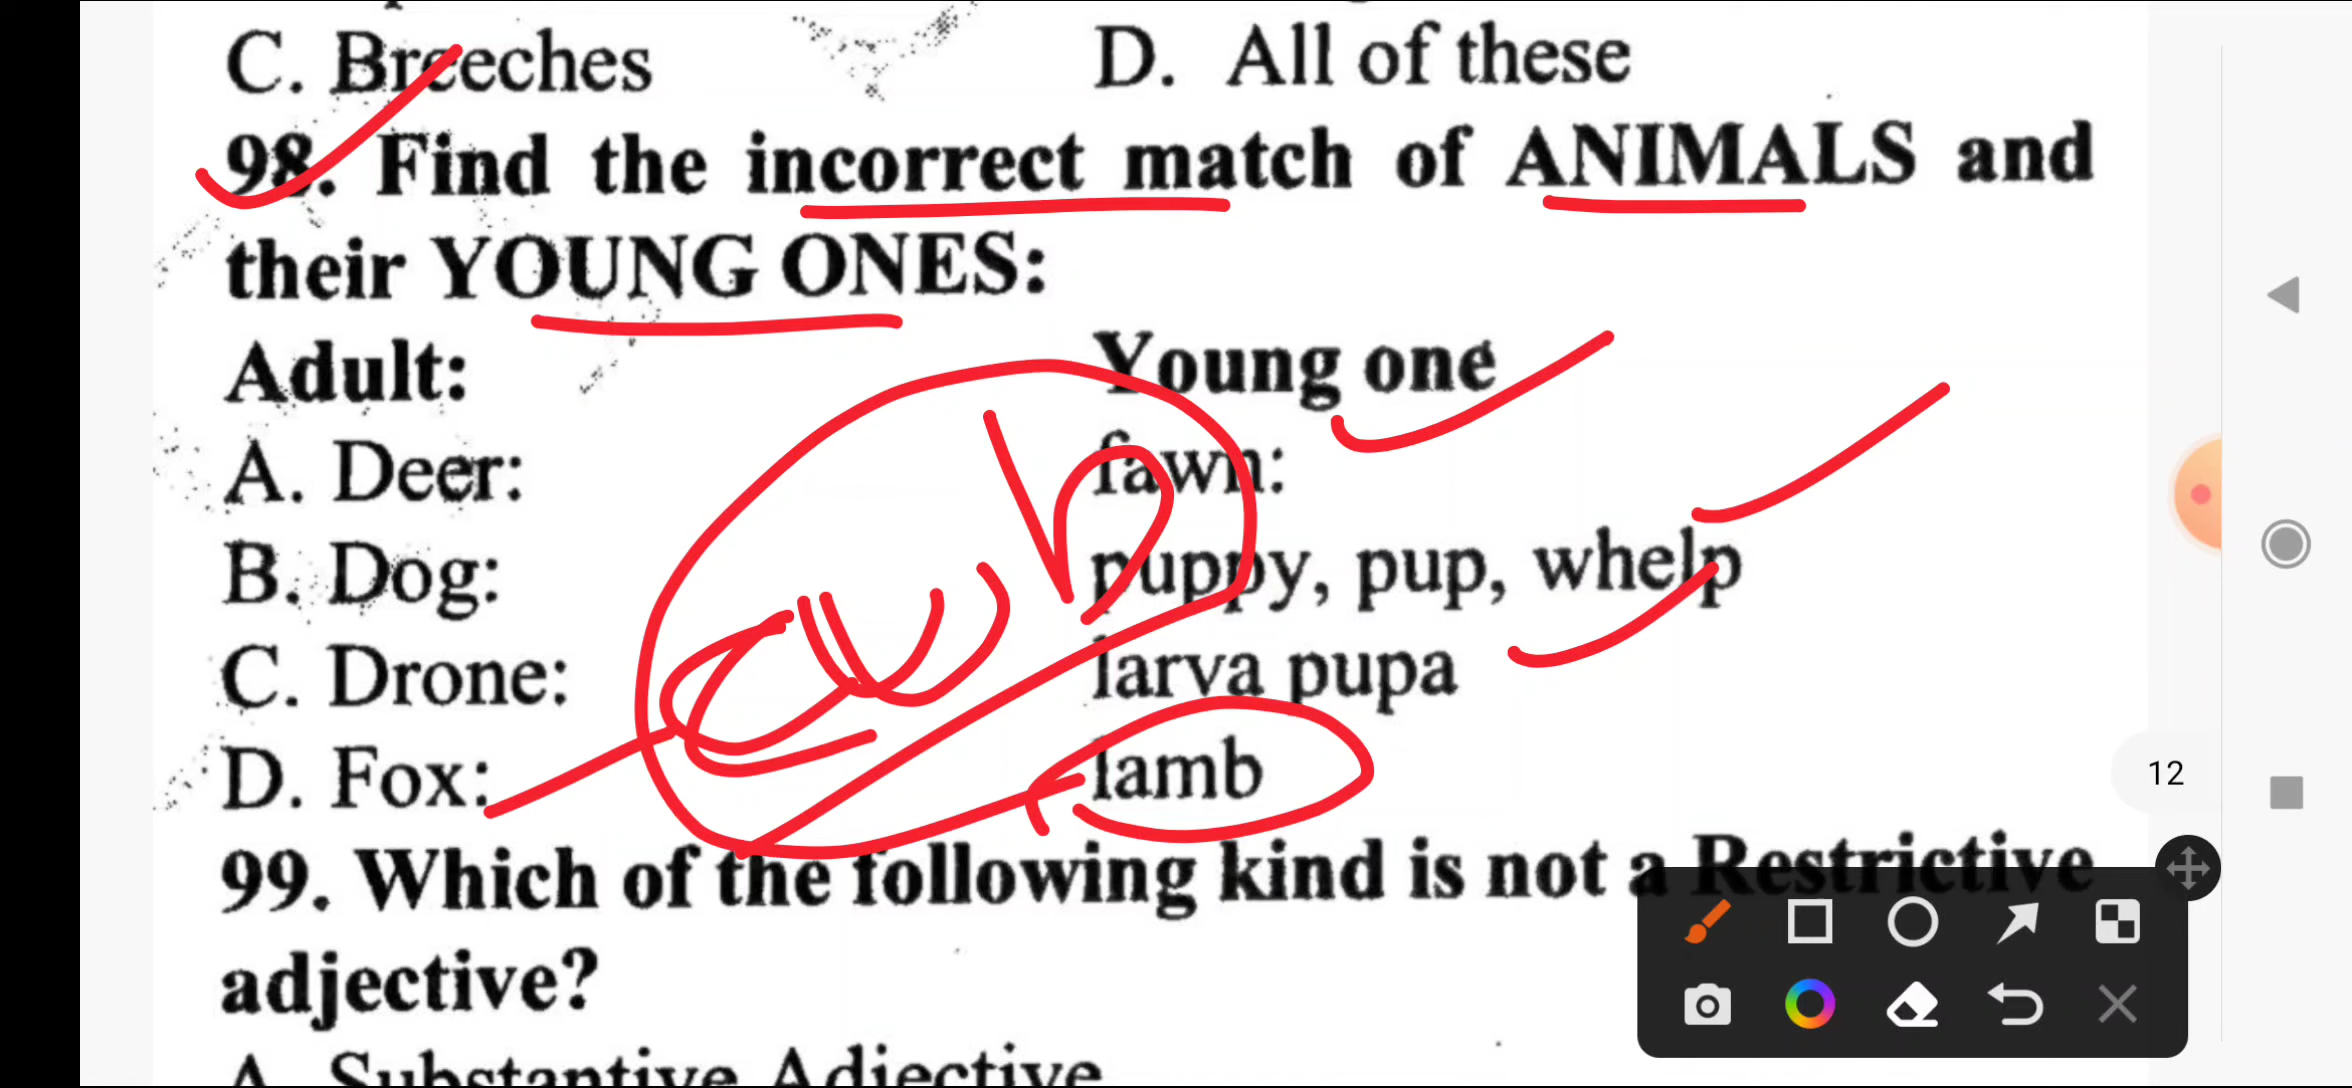 C. Breeches D. All of these
98. Find the incorrect match of ANIMALS and
their YOUNG ONES:
Adult: Young one
A. Deer: fawn:
B. Dog: puppy, pup, whelp
C. Drone: larva pupa
cub
D. Fox: lamb
12
99. Which of the following kind is not a Restrictive
adjective?
A. Substantive Adjective